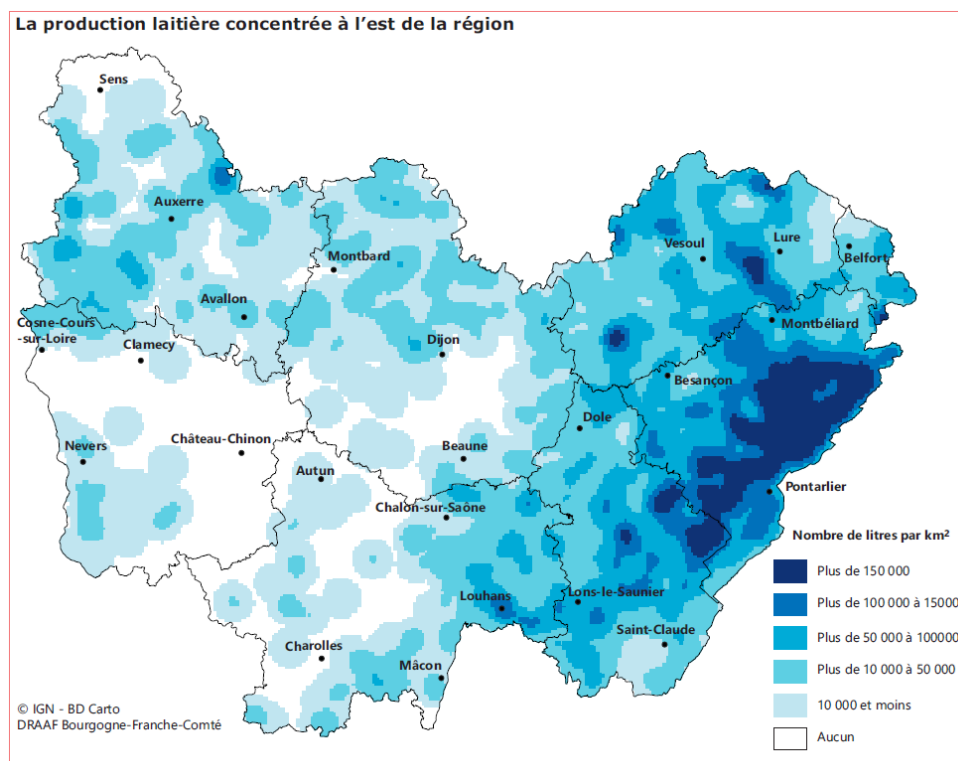 La production laitière concentrée à l'est de la région
Sens
Auxerre
Montbard
Vesoul
Lure
Belfort
Avallon
Cosne-Cours
-sur-Loire
Clamecy
Dijon
Montbéliard
Besançon
Dole
Nevers
Château-Chinon
Beaune
Autun
Pontarlier
Chalon-sur-Saône
Louhans
Lons-le-Saunier
Saint-Claude
Charolles
Mâcon
Nombre de litres par km²
Plus de 150 000
Plus de 100 000 à 15000
Plus de 50 000 à 100000
Plus de 10 000 à 50 000
10 000 et moins
Aucun
© IGN - BD Carto
DRAAF Bourgogne-Franche-Comté